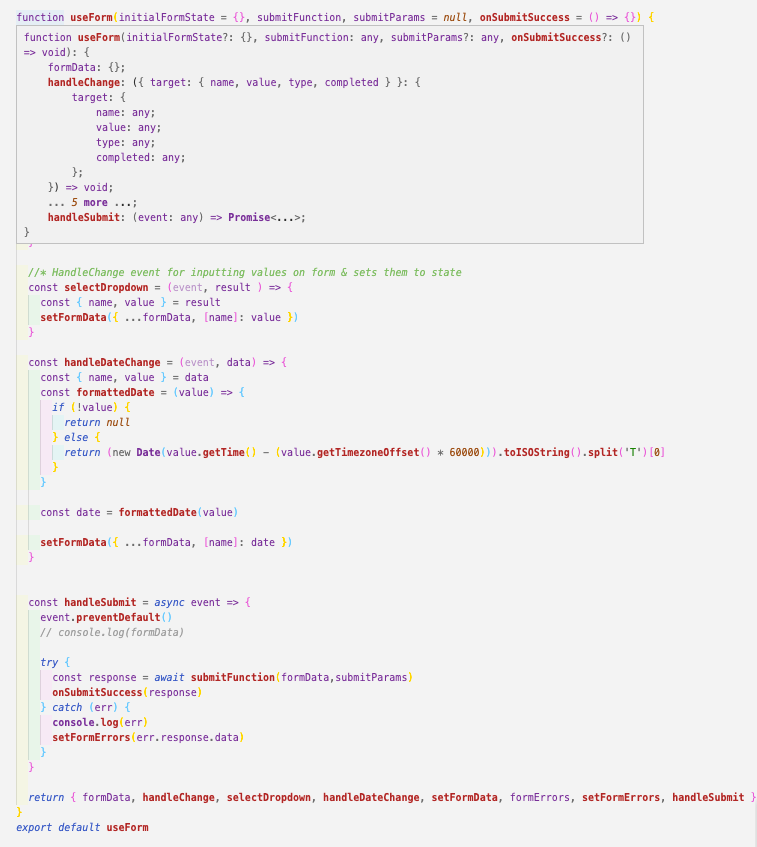 function useForm(initialFormState = {}, submitFunction, submitParams = null, onSubmitSuccess = () => {}) {
function useForm(initialFormState?: {}, submitFunction: any, submitParams?: any, onSubmitSuccess?: ()
=> void): {
    formData: {};
    handleChange: ({ target: { name, value, type, completed } }: {
        target: {
            name: any;
            value: any;
            type: any;
            completed: any;
        };
    }) => void;
    ... 5 more ...;
    handleSubmit: (event: any) => Promise<...>;
}
  }
  //* HandleChange event for inputting values on form & sets them to state
  const selectDropdown = (event, result ) => {
    const { name, value } = result
    setFormData({ ...formData, [name]: value })
  }
  const handleDateChange = (event, data) => {
    const { name, value } = data
    const formattedDate = (value) => {
      if (!value) {
        return null
      } else {
        return (new Date(value.getTime() - (value.getTimezoneOffset() * 60000))).toISOString().split('T')[0]
      }
    }
    const date = formattedDate(value)
    setFormData({ ...formData, [name]: date })
  }
  const handleSubmit = async event => {
    event.preventDefault()
    // console.log(formData)
    try {
      const response = await submitFunction(formData,submitParams)
      onSubmitSuccess(response)
    } catch (err) {
      console.log(err)
      setFormErrors(err.response.data)
    }
  }
  return { formData, handleChange, selectDropdown, handleDateChange, setFormData, formErrors, setFormErrors, handleSubmit }
}
export default useForm